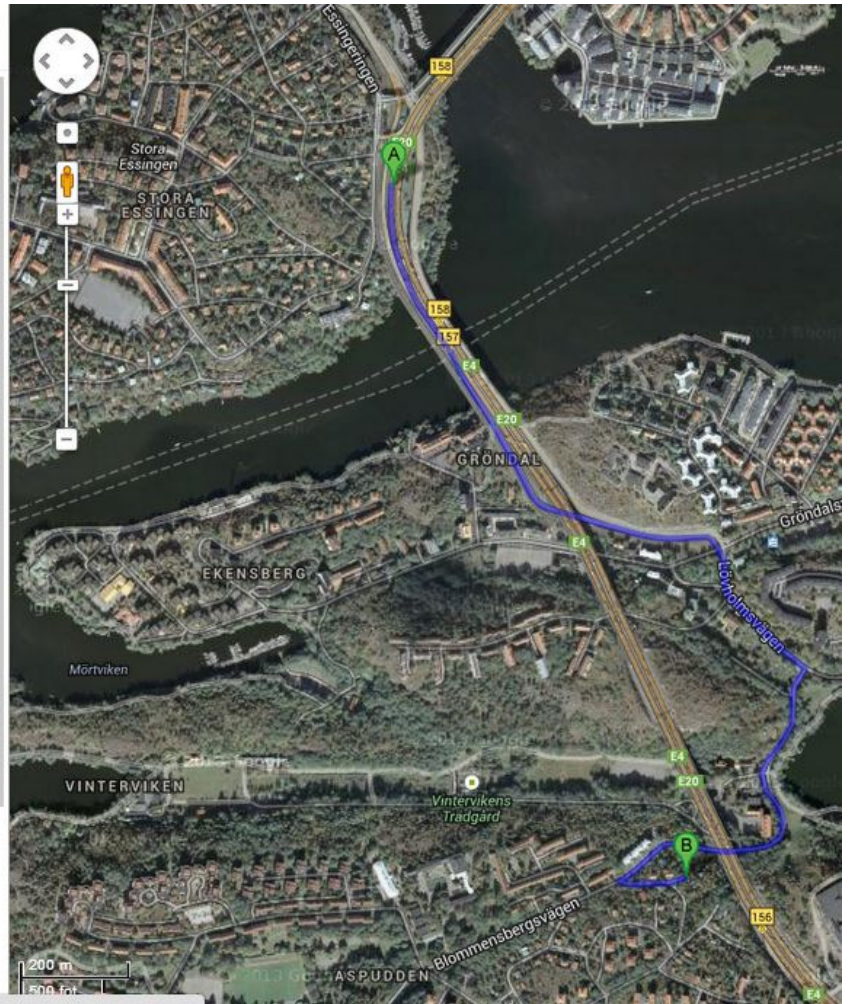 Essingeringen
158
E20
A
Stora
Essingen
STORA
ESSINGEN
158
157
E4
E20
GRÖNDAL
Gröndals
E4
EKENSBERG
Lövholmsvägen
Mörtviken
E4
E20
VINTERVIKEN
Vintervikens
Trädgård
B
Blommensbergsvägen
156
200 m
ASPUDDEN
500 fot
E4